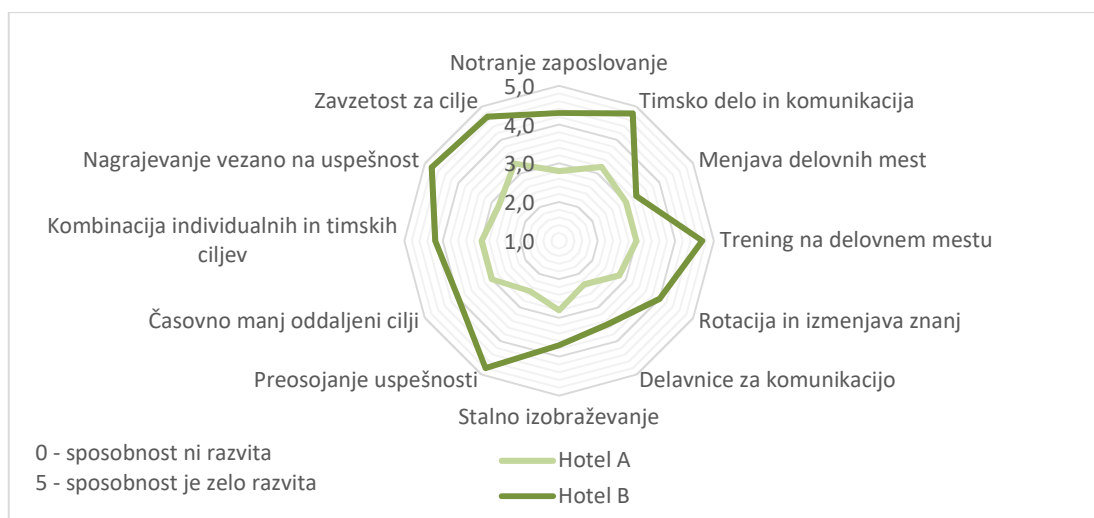 Notranje zaposlovanje
5,0
Zavzetost za cilje
Timsko delo in komunikacija
4,0
Nagrajevanje vezano na uspešnost
3,0
Menjava delovnih mest
2,0
Kombinacija individualnih in timskih
ciljev
1,0
Trening na delovnem mestu
Časovno manj oddaljeni cilji
Rotacija in izmenjava znanj
Preosojanje uspešnosti
Delavnice za komunikacijo
Stalno izobraževanje
0 - sposobnost ni razvita
5 - sposobnost je zelo razvita
Hotel A
Hotel B